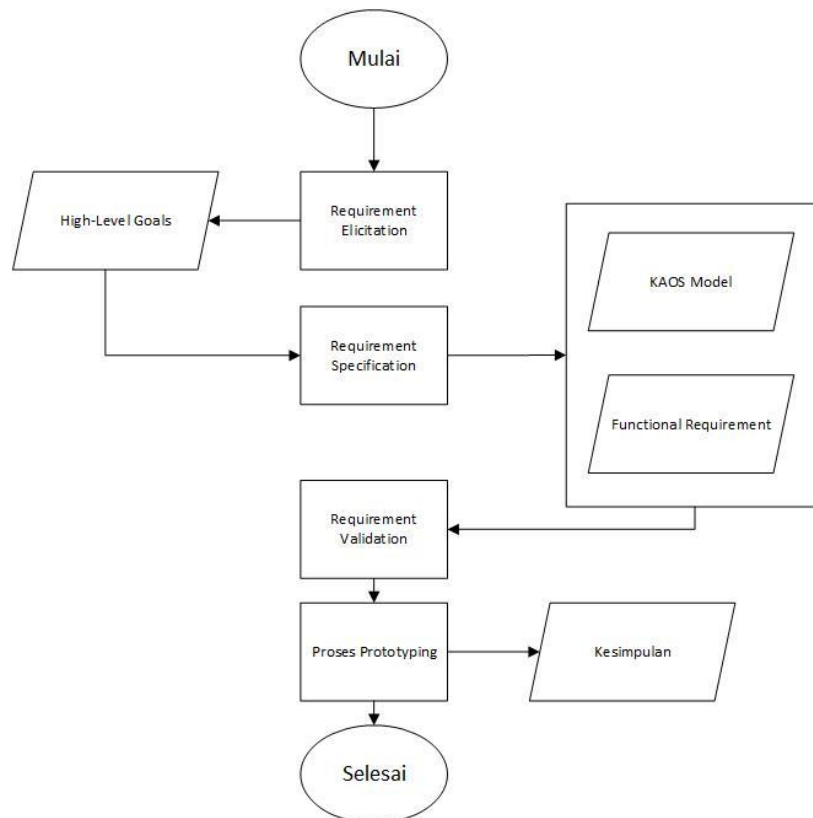 Mulai
Requirement
Elicitation
High-Level Goals
Requirement
Specification
KAOS Model
Functional Requirement
Requirement
Validation
Proses Prototyping
Kesimpulan
Selesai